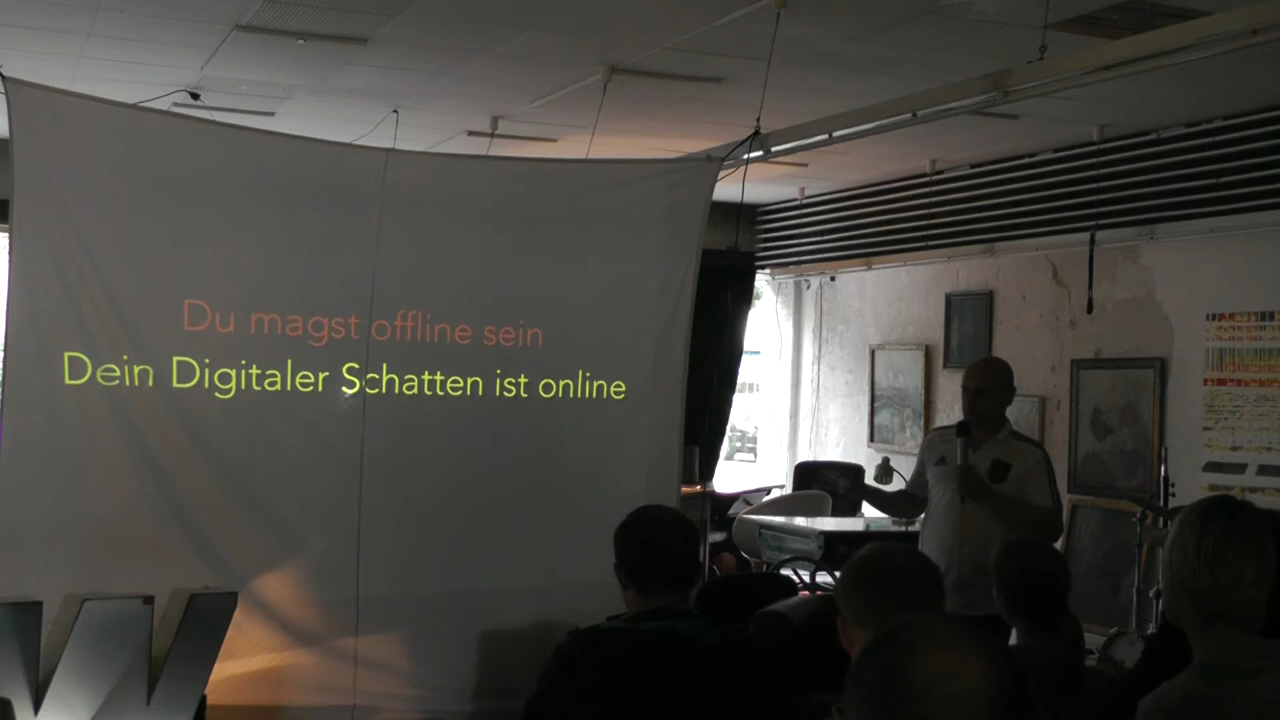 Du magst offline sein
Dein Digitaler Schatten ist online
W